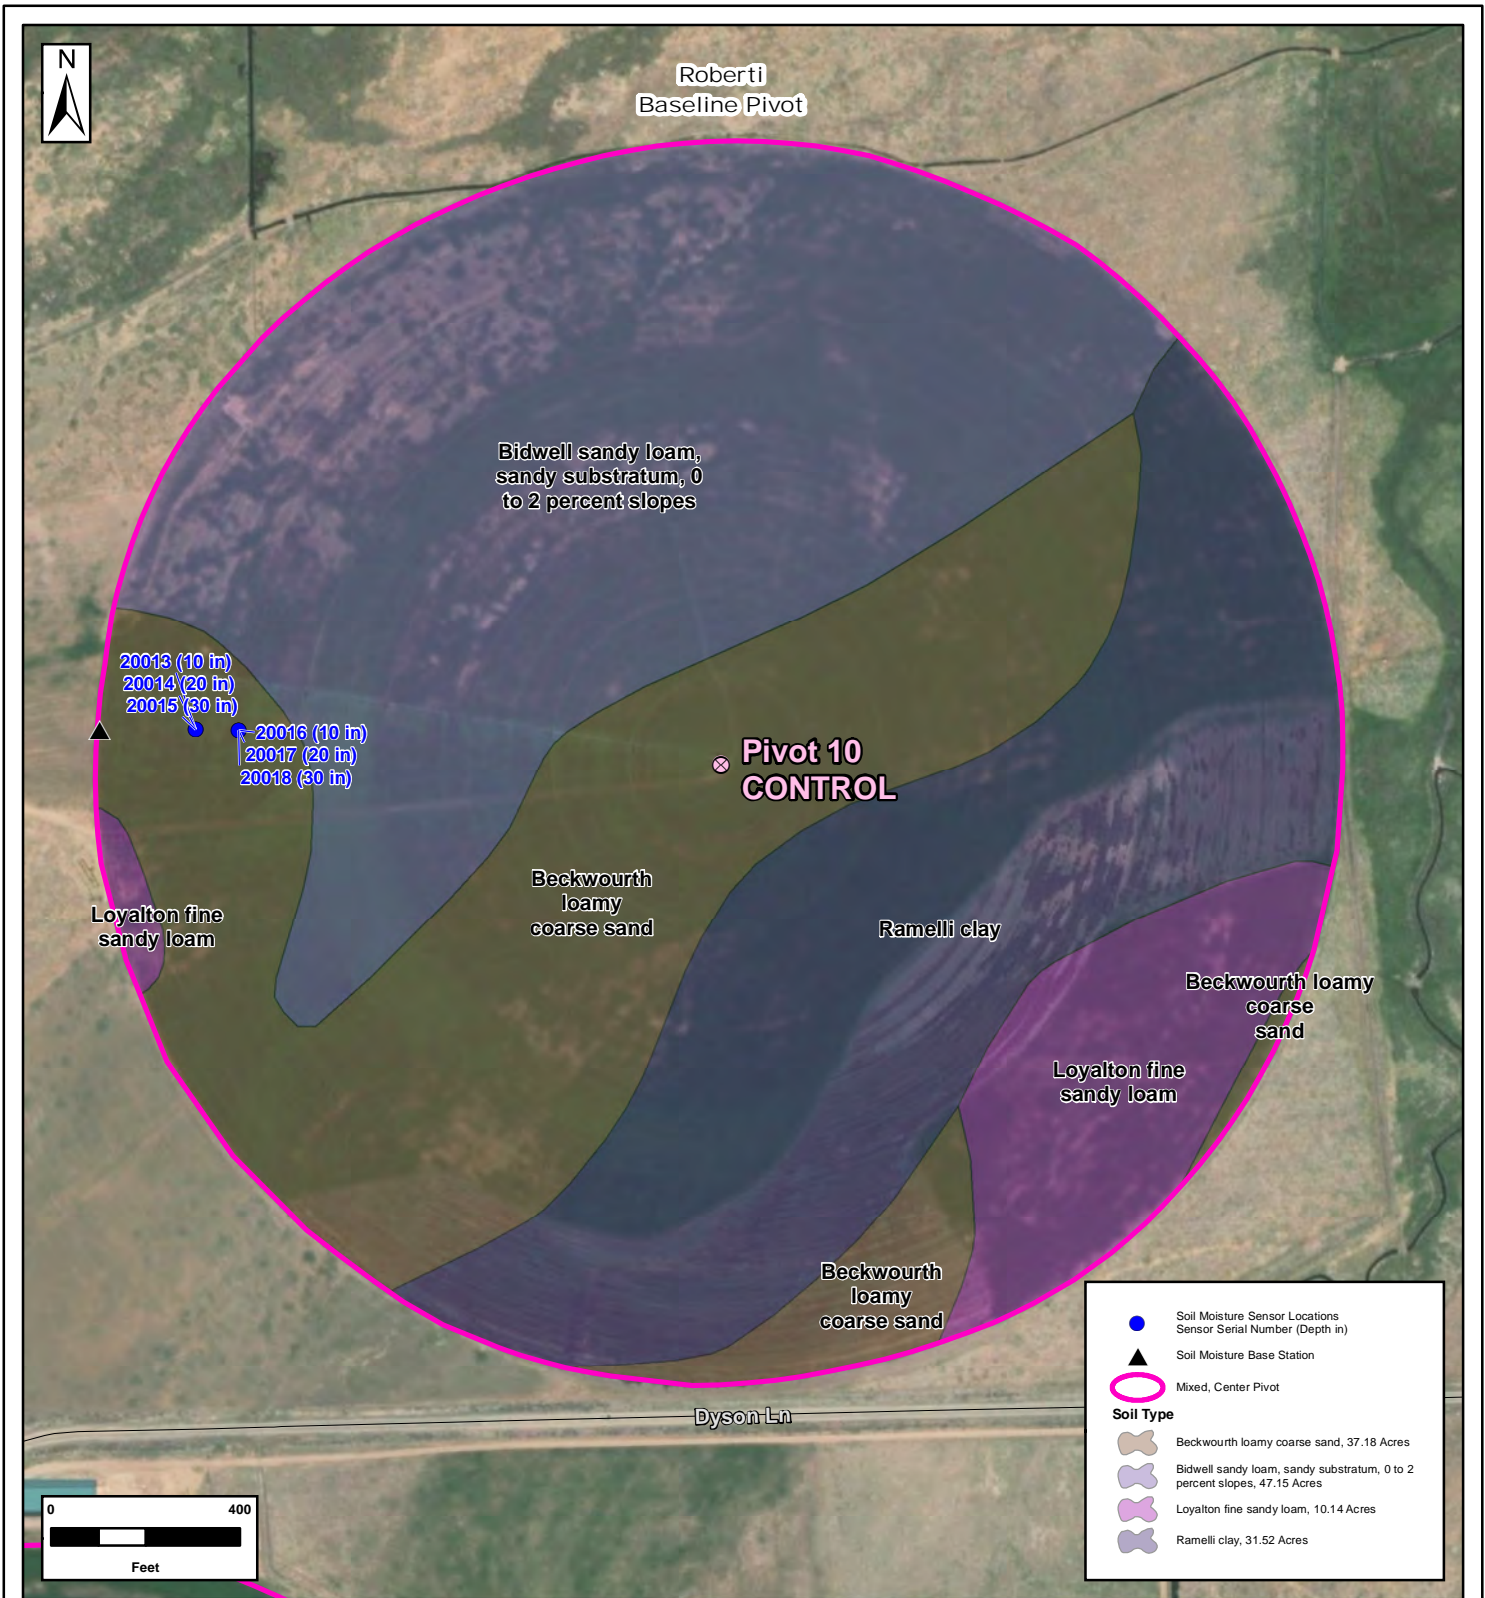 N
Roberti
Baseline Pivot
Bidwell sandy loam,
sandy substratum, 0
to 2 percent slopes
20013 (10 in)
20014 (20 in)
20015 (30 in)
20016 (10 in)
20017 (20 in)
20018 (30 in)
Pivot 10
CONTROL
Beckwourth
loamy
coarse sand
Loyalton fine
sandy loam
Ramelli clay
Beckwourth loamy
coarse
sand
Loyalton fine
sandy loam
Beckwourth
loamy
coarse sand
Dyson Ln
0 400
Feet
Soil Moisture Sensor Locations
Sensor Serial Number (Depth in)
Soil Moisture Base Station
Mixed, Center Pivot
Soil Type
Beckwourth loamy coarse sand, 37.18 Acres
Bidwell sandy loam, sandy substratum, 0 to 2
percent slopes, 47.15 Acres
Loyalton fine sandy loam, 10.14 Acres
Ramelli clay, 31.52 Acres